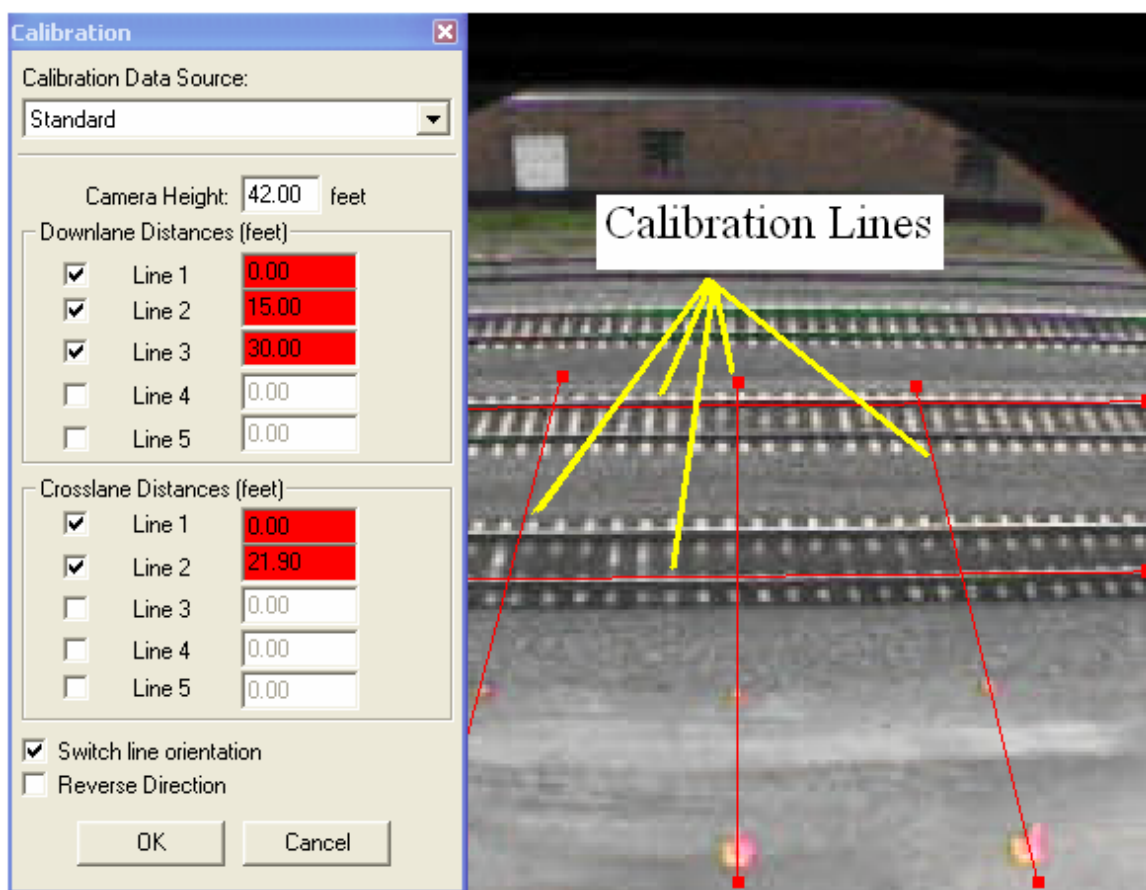 Calibration
Calibration Data Source:
Standard
Camera Height: 42.00 feet
Downlane Distances (feet)
Line 1 0.00
Line 2 15.00
Line 3 30.00
Line 4 0.00
Line 5 0.00
Crosslane Distances (feet)
Line 1 0.00
Line 2 21.90
Line 3 0.00
Line 4 0.00
Line 5 0.00
Switch line orientation
Reverse Direction
OK Cancel
Calibration Lines